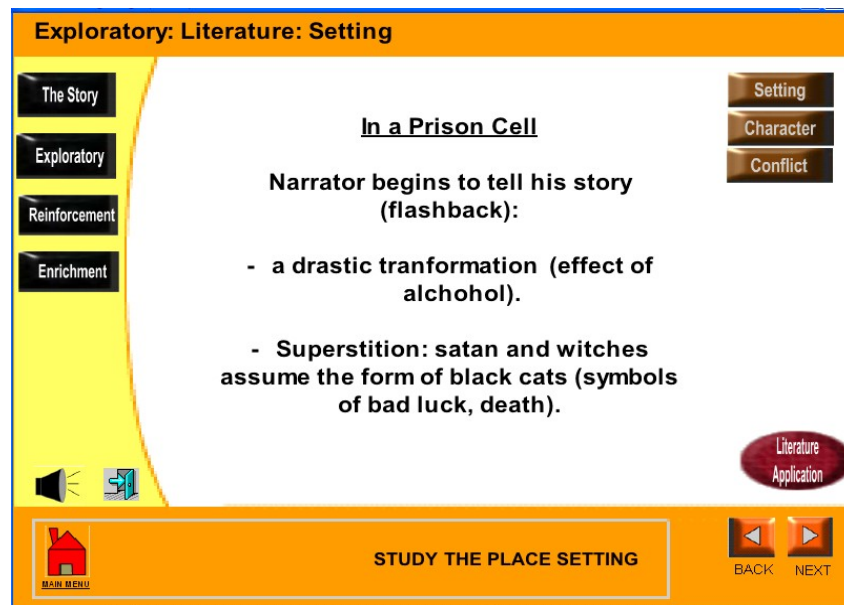 Exploratory: Literature: Setting
The Story
Exploratory
Reinforcement
Enrichment
In a Prison Cell
Narrator begins to tell his story
(flashback):
- a drastic tranformation (effect of
alchohol).
- Superstition: satan and witches
assume the form of black cats (symbols
of bad luck, death).
Setting
Character
Conflict
Literature
Application
MAIN MENU
STUDY THE PLACE SETTING
BACK
NEXT